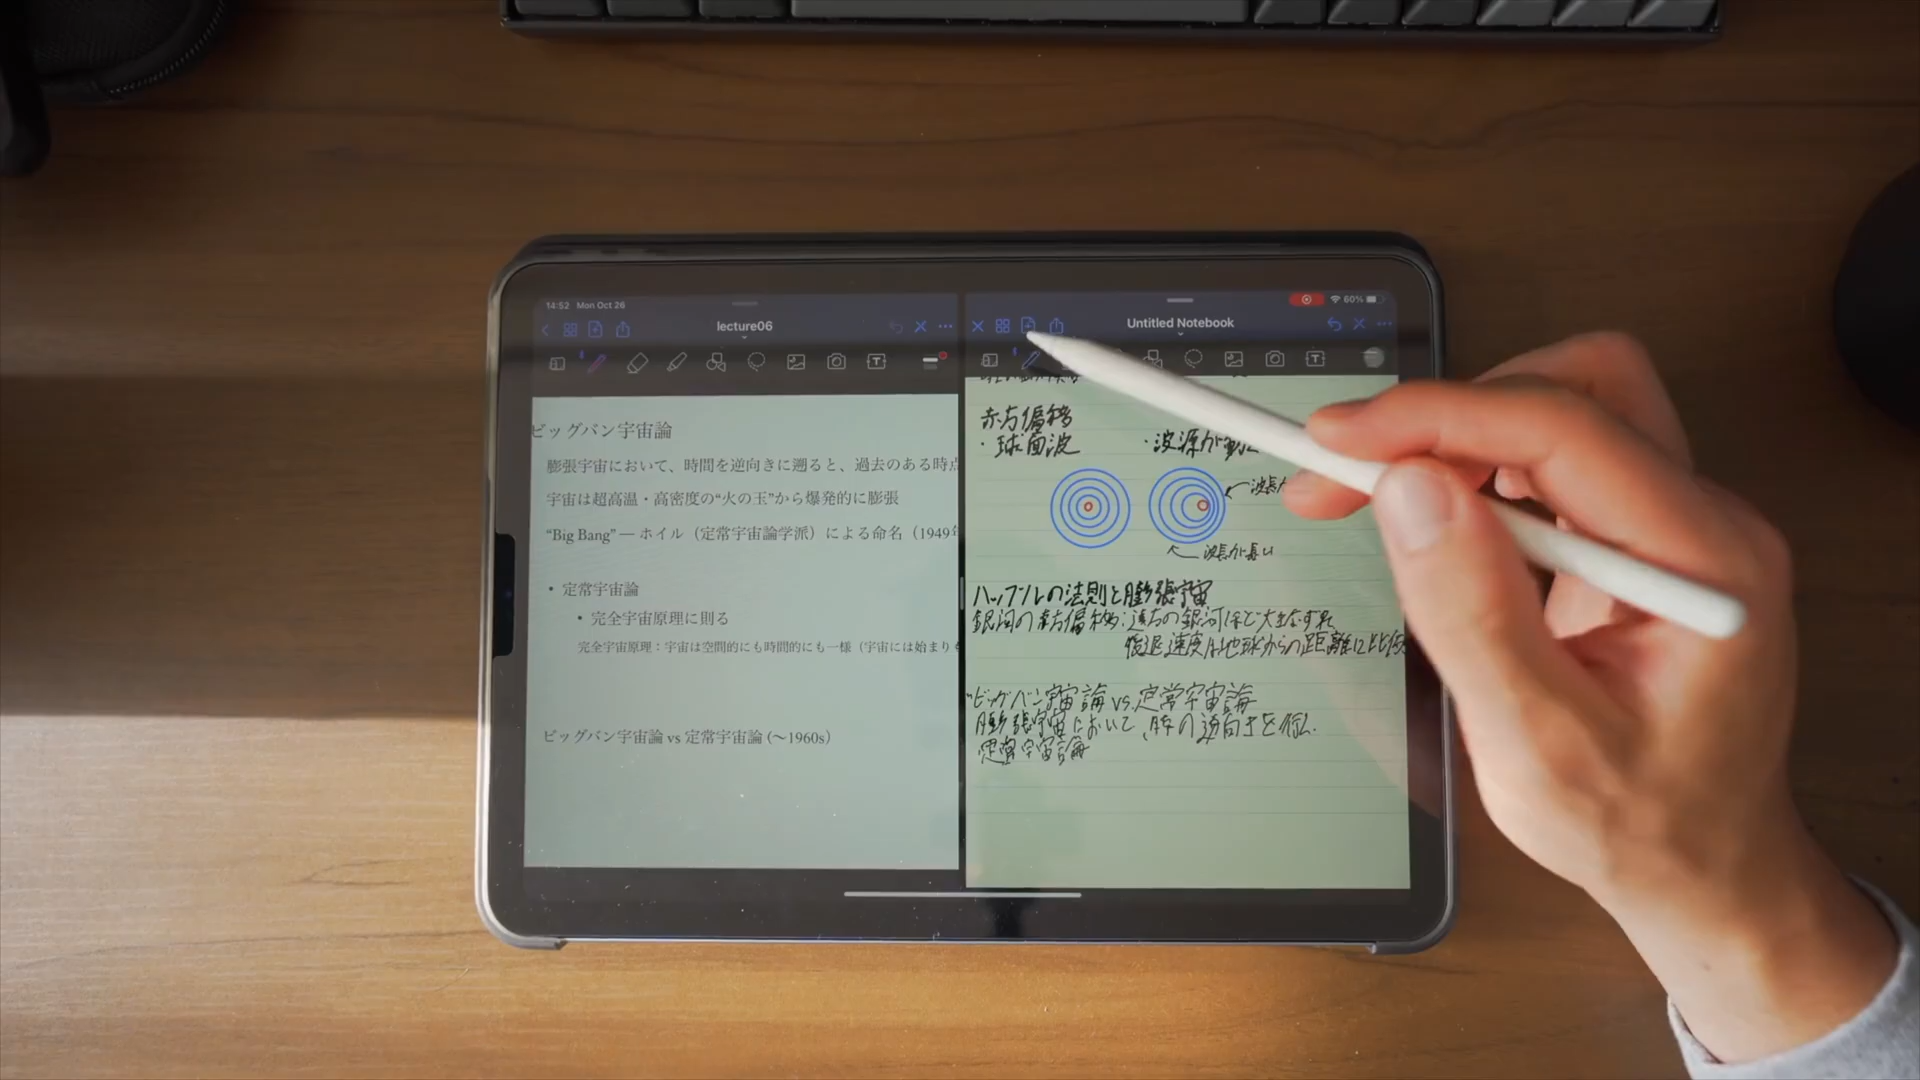 14:52 Mon Oct 26
lecture06
ビッグバン宇宙論
膨張宇宙において、時間を逆向きに遡ると、過去のある時点
宇宙は超高温・高密度の“火の玉”から爆発的に膨張
“Big Bang” — ホイル（定常宇宙論学派）による命名（1949年
• 定常宇宙論
• 完全宇宙原理に則る
完全宇宙原理：宇宙は空間的にも時間的にも一様（宇宙には始まり
ビッグバン宇宙論 vs 定常宇宙論 (〜1960s)
60%
Untitled Notebook
赤方偏移
・球面波
・波源が動
波長が
波長が長い
ハッブルの法則と膨張宇宙
銀河の赤方偏移：遠方の銀河ほど大きなずれ
後退速度は地球からの距離に比例
ビッグバン宇宙論 vs. 定常宇宙論
膨張宇宙において、時の逆向きを
定常宇宙論